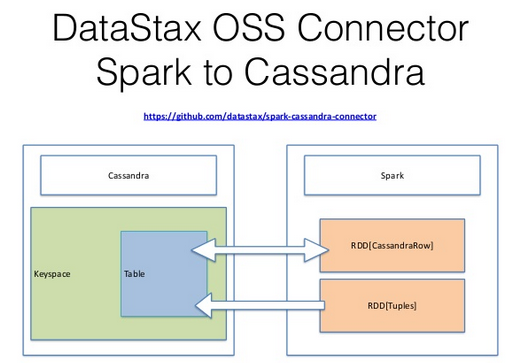 DataStax OSS Connector
Spark to Cassandra
https://github.com/datastax/spark-cassandra-connector
Cassandra
Spark
Keyspace
Table
RDD[CassandraRow]
RDD[Tuples]